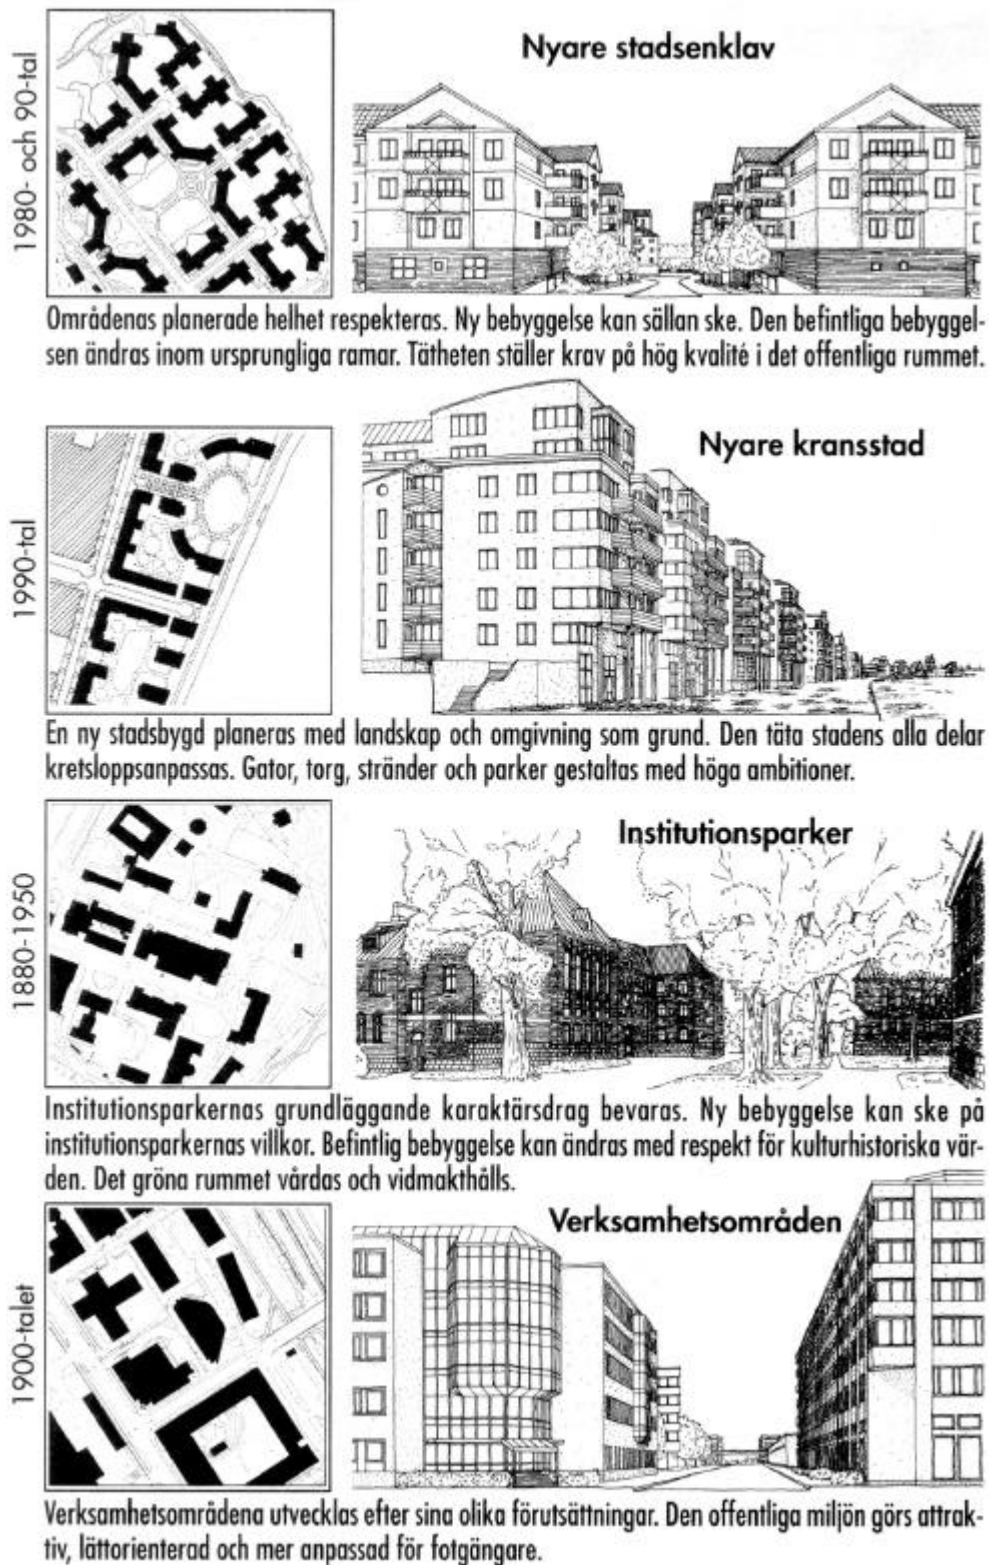 1980- och 90-tal
Nyare stadsenklav
Områdenas planerade helhet respekteras. Ny bebyggelse kan sällan ske. Den befintliga bebyggel-
sen ändras inom ursprungliga ramar. Tätheten ställer krav på hög kvalité i det offentliga rummet.
1990-tal
Nyare kransstad
En ny stadsbygd planeras med landskap och omgivning som grund. Den täta stadens alla delar
kretsloppsanpassas. Gator, torg, stränder och parker gestaltas med höga ambitioner.
1880-1950
Institutionsparker
Institutionsparkernas grundläggande karaktärsdrag bevaras. Ny bebyggelse kan ske på
institutionsparkernas villkor. Befintlig bebyggelse kan ändras med respekt för kulturhistoriska vär-
den. Det gröna rummet vårdas och vidmakthålls.
1900-talet
Verksamhetsområden
Verksamhetsområdena utvecklas efter sina olika förutsättningar. Den offentliga miljön görs attrak-
tiv, lättorienterad och mer anpassad för fotgängare.